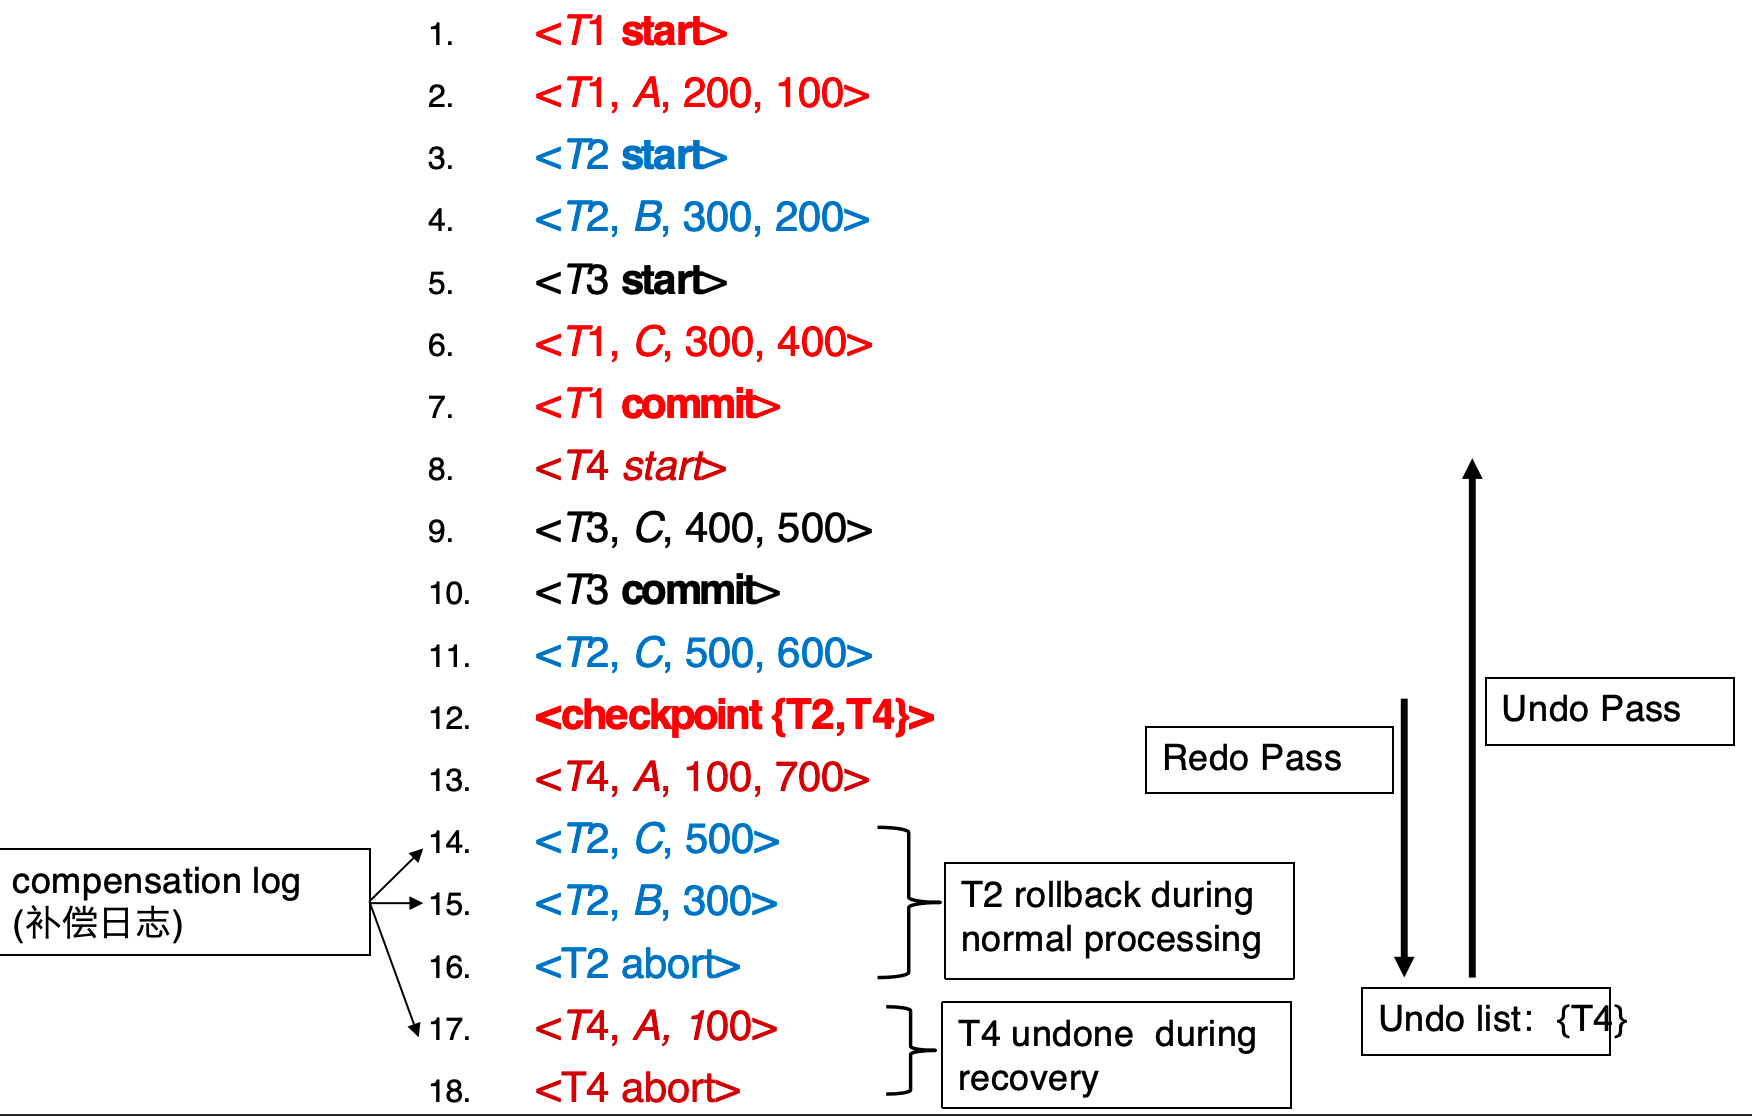 1. <T1 start>
2. <T1, A, 200, 100>
3. <T2 start>
4. <T2, B, 300, 200>
5. <T3 start>
6. <T1, C, 300, 400>
7. <T1 commit>
8. <T4 start>
9. <T3, C, 400, 500>
10. <T3 commit>
11. <T2, C, 500, 600>
12. <checkpoint {T2,T4}>
13. <T4, A, 100, 700>
14. <T2, C, 500>
15. <T2, B, 300>
16. <T2 abort>
17. <T4, A, 100>
18. <T4 abort>
compensation log
(补偿日志)
T2 rollback during
normal processing
T4 undone during
recovery
Redo Pass
Undo Pass
Undo list: {T4}